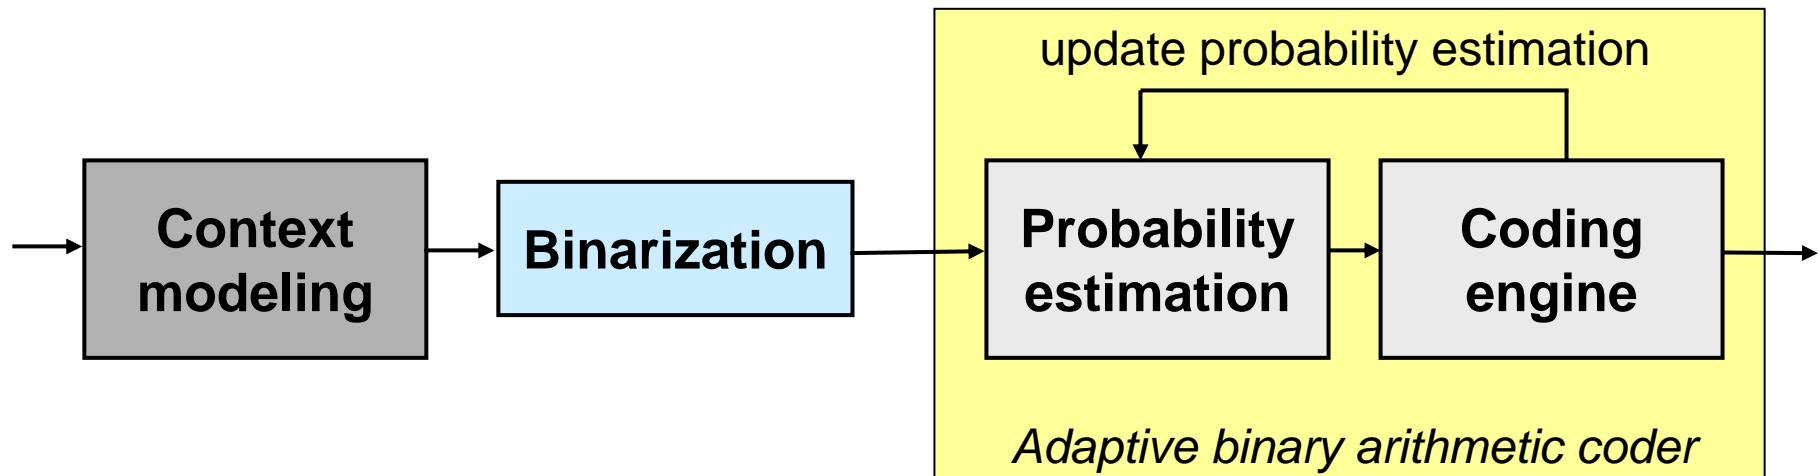 update probability estimation
Context
modeling
Binarization
Probability
estimation
Coding
engine
Adaptive binary arithmetic coder